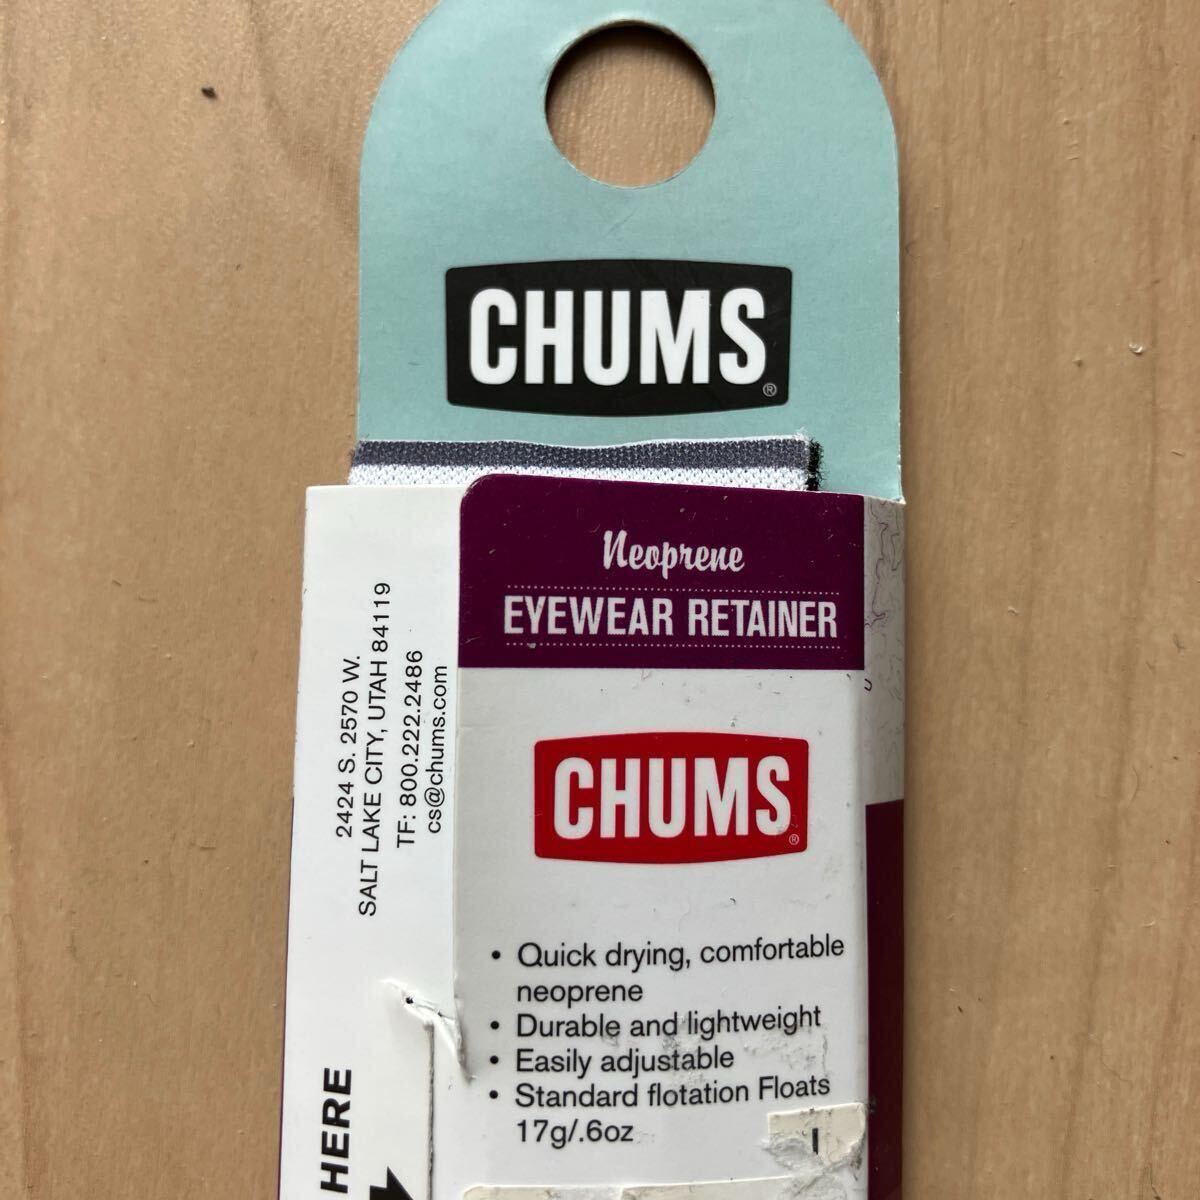 CHUMS®
Neoprene
EYEWEAR RETAINER
CHUMS®
• Quick drying, comfortable
neoprene
• Durable and lightweight
• Easily adjustable
• Standard flotation Floats
17g/.6oz
2424 S. 2570 W.
SALT LAKE CITY, UTAH 84119
TF: 800.222.2486
cs@chums.com
HERE